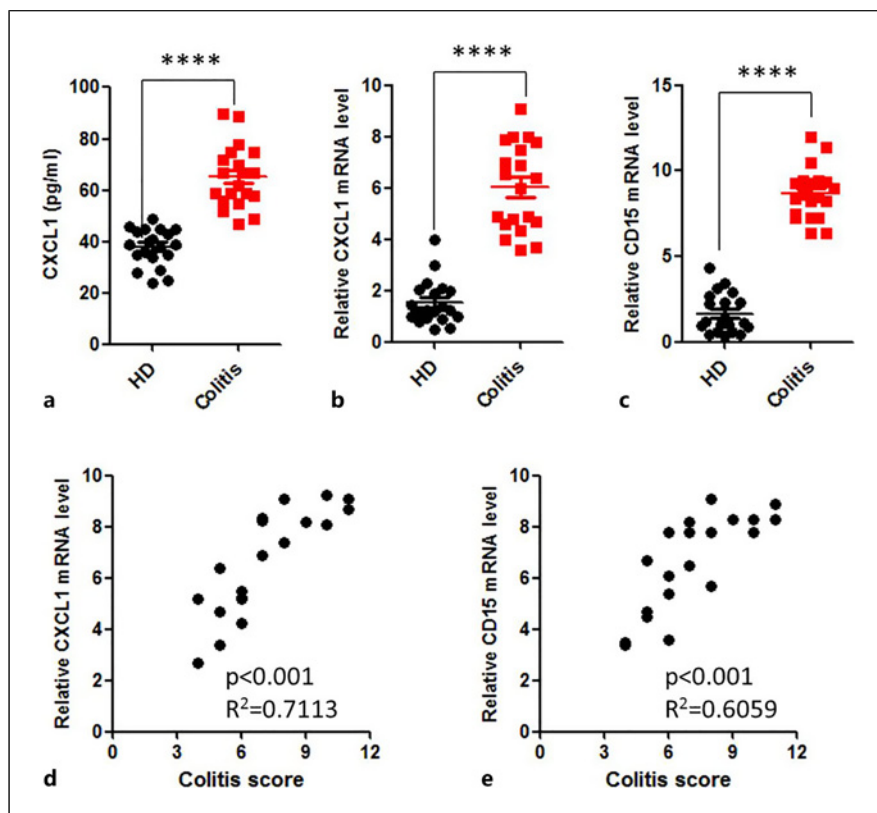 ****
CXCL1 (pg/ml)
100
80
60
40
20
0
HD
Colitis
a
****
Relative CXCL1 mRNA level
10
8
6
4
2
0
HD
Colitis
b
****
Relative CD15 mRNA level
15
10
5
0
HD
Colitis
c
Relative CXCL1 mRNA level
10
8
6
4
2
0
p<0.001
R²=0.7113
0 3 6 9 12
Colitis score
d
Relative CD15 mRNA level
10
8
6
4
2
0
p<0.001
R²=0.6059
0 3 6 9 12
Colitis score
e